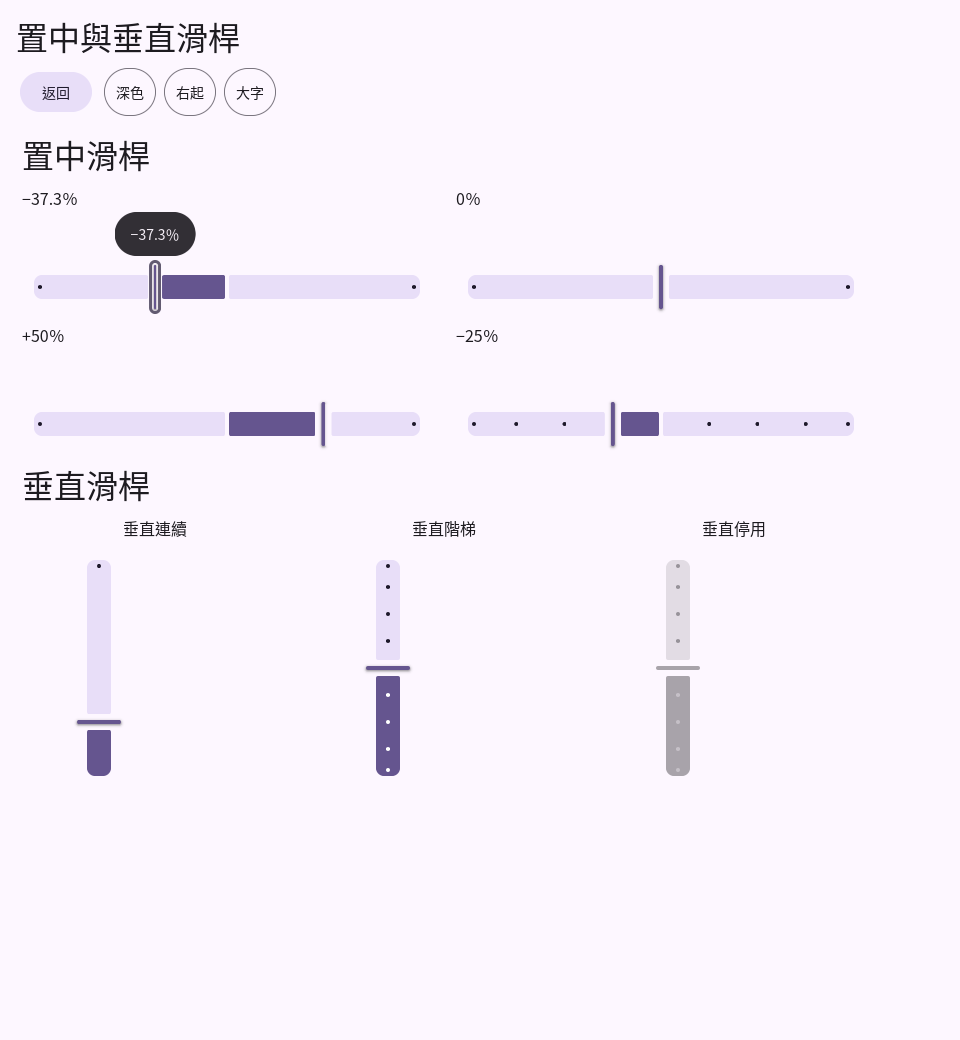 置中與垂直滑桿
返回 深色 右起 大字
置中滑桿
−37.3% 0%
−37.3%
+50% −25%
垂直滑桿
垂直連續 垂直階梯 垂直停用